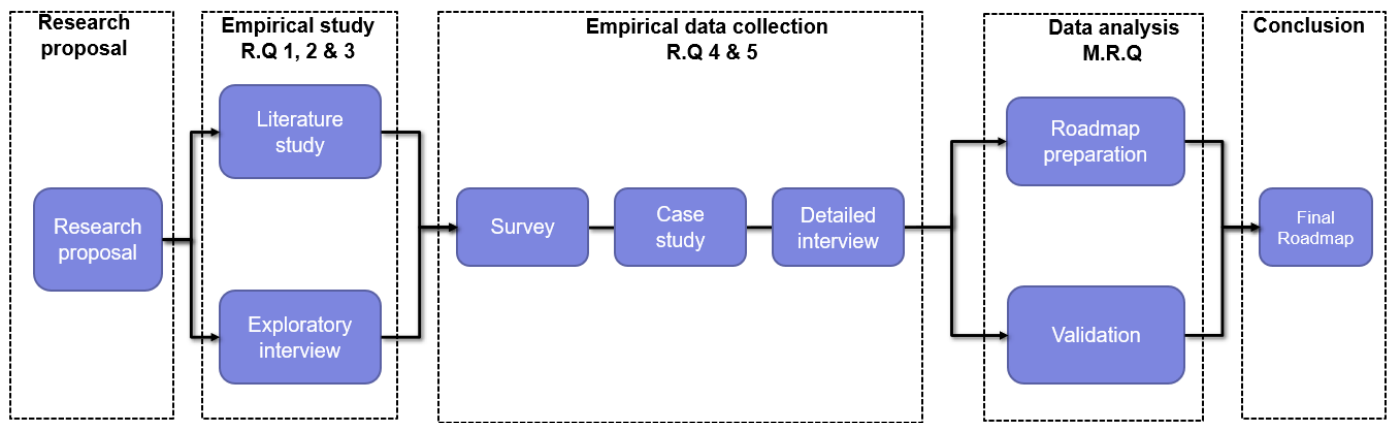 Research
proposal
Research
proposal
Empirical study
R.Q 1, 2 & 3
Literature
study
Exploratory
interview
Empirical data collection
R.Q 4 & 5
Survey
Case
study
Detailed
interview
Data analysis
M.R.Q
Roadmap
preparation
Validation
Conclusion
Final
Roadmap